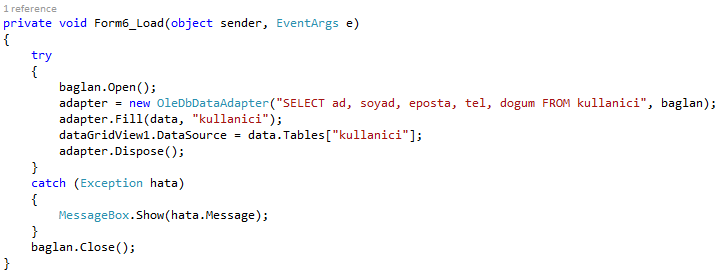 1 reference
private void Form6_Load(object sender, EventArgs e)
{
    try
    {
        baglan.Open();
        adapter = new OleDbDataAdapter("SELECT ad, soyad, eposta, tel, dogum FROM kullanici", baglan);
        adapter.Fill(data, "kullanici");
        dataGridView1.DataSource = data.Tables["kullanici"];
        adapter.Dispose();
    }
    catch (Exception hata)
    {
        MessageBox.Show(hata.Message);
    }
    baglan.Close();
}